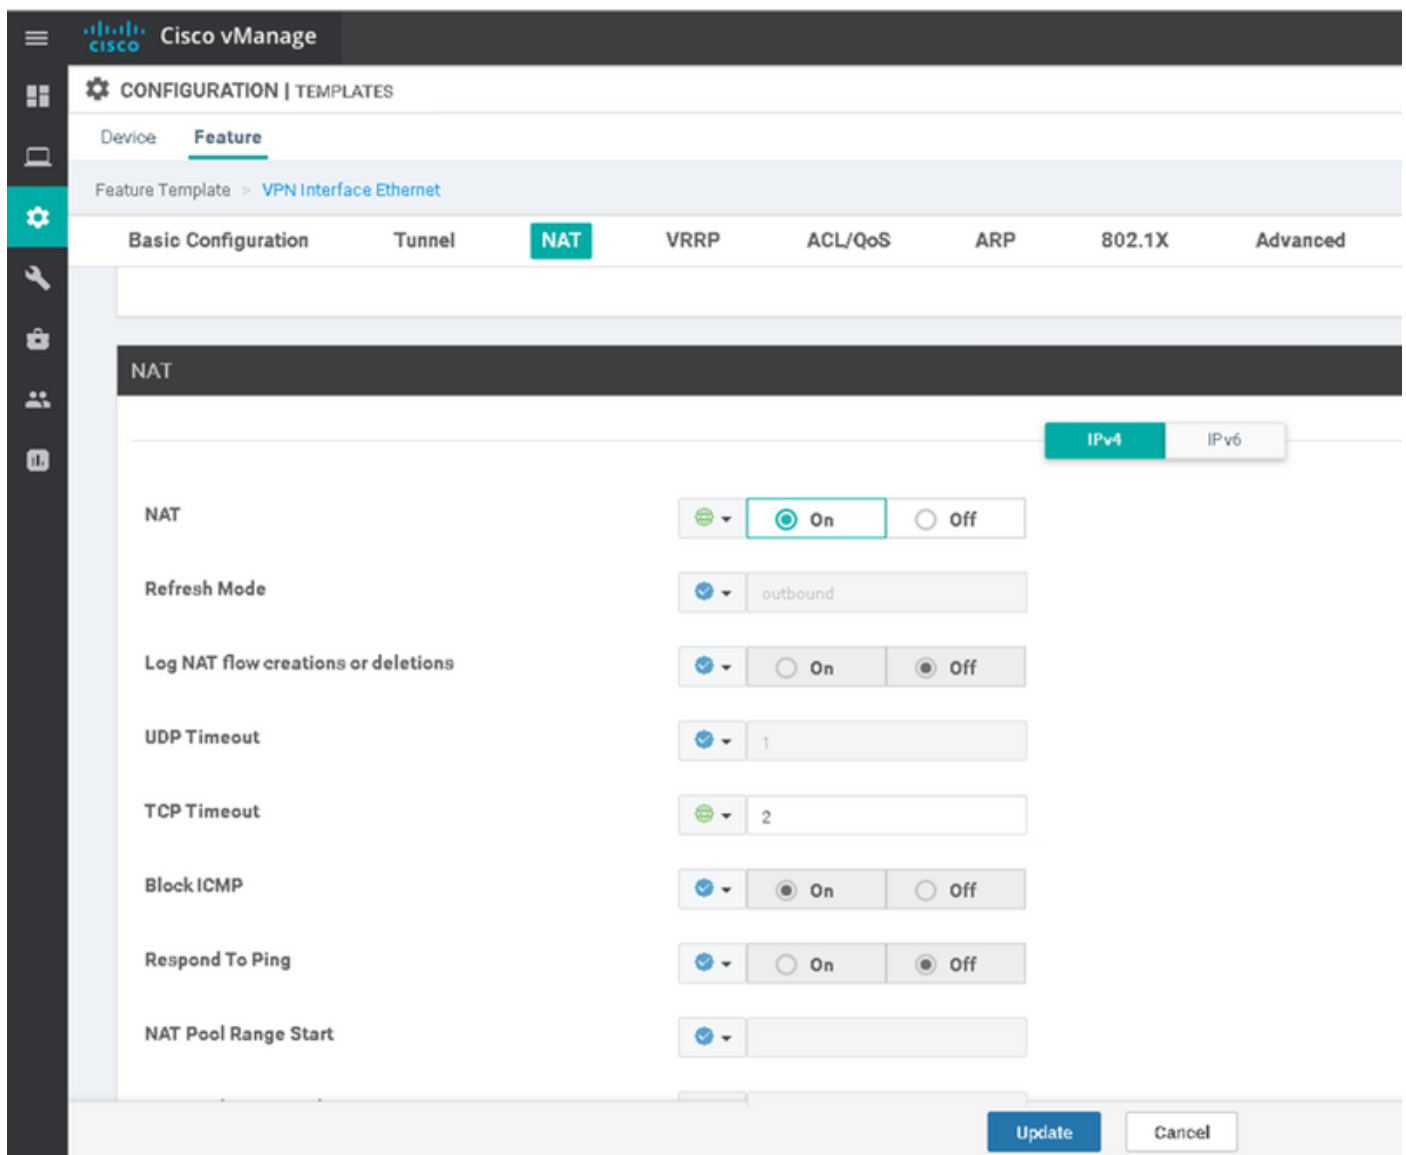 cisco Cisco vManage
CONFIGURATION | TEMPLATES
Device Feature
Feature Template > VPN Interface Ethernet
Basic Configuration Tunnel NAT VRRP ACL/QoS ARP 802.1X Advanced
NAT
IPv4 IPv6
NAT On Off
Refresh Mode outbound
Log NAT flow creations or deletions On Off
UDP Timeout 1
TCP Timeout 2
Block ICMP On Off
Respond To Ping On Off
NAT Pool Range Start
Update Cancel